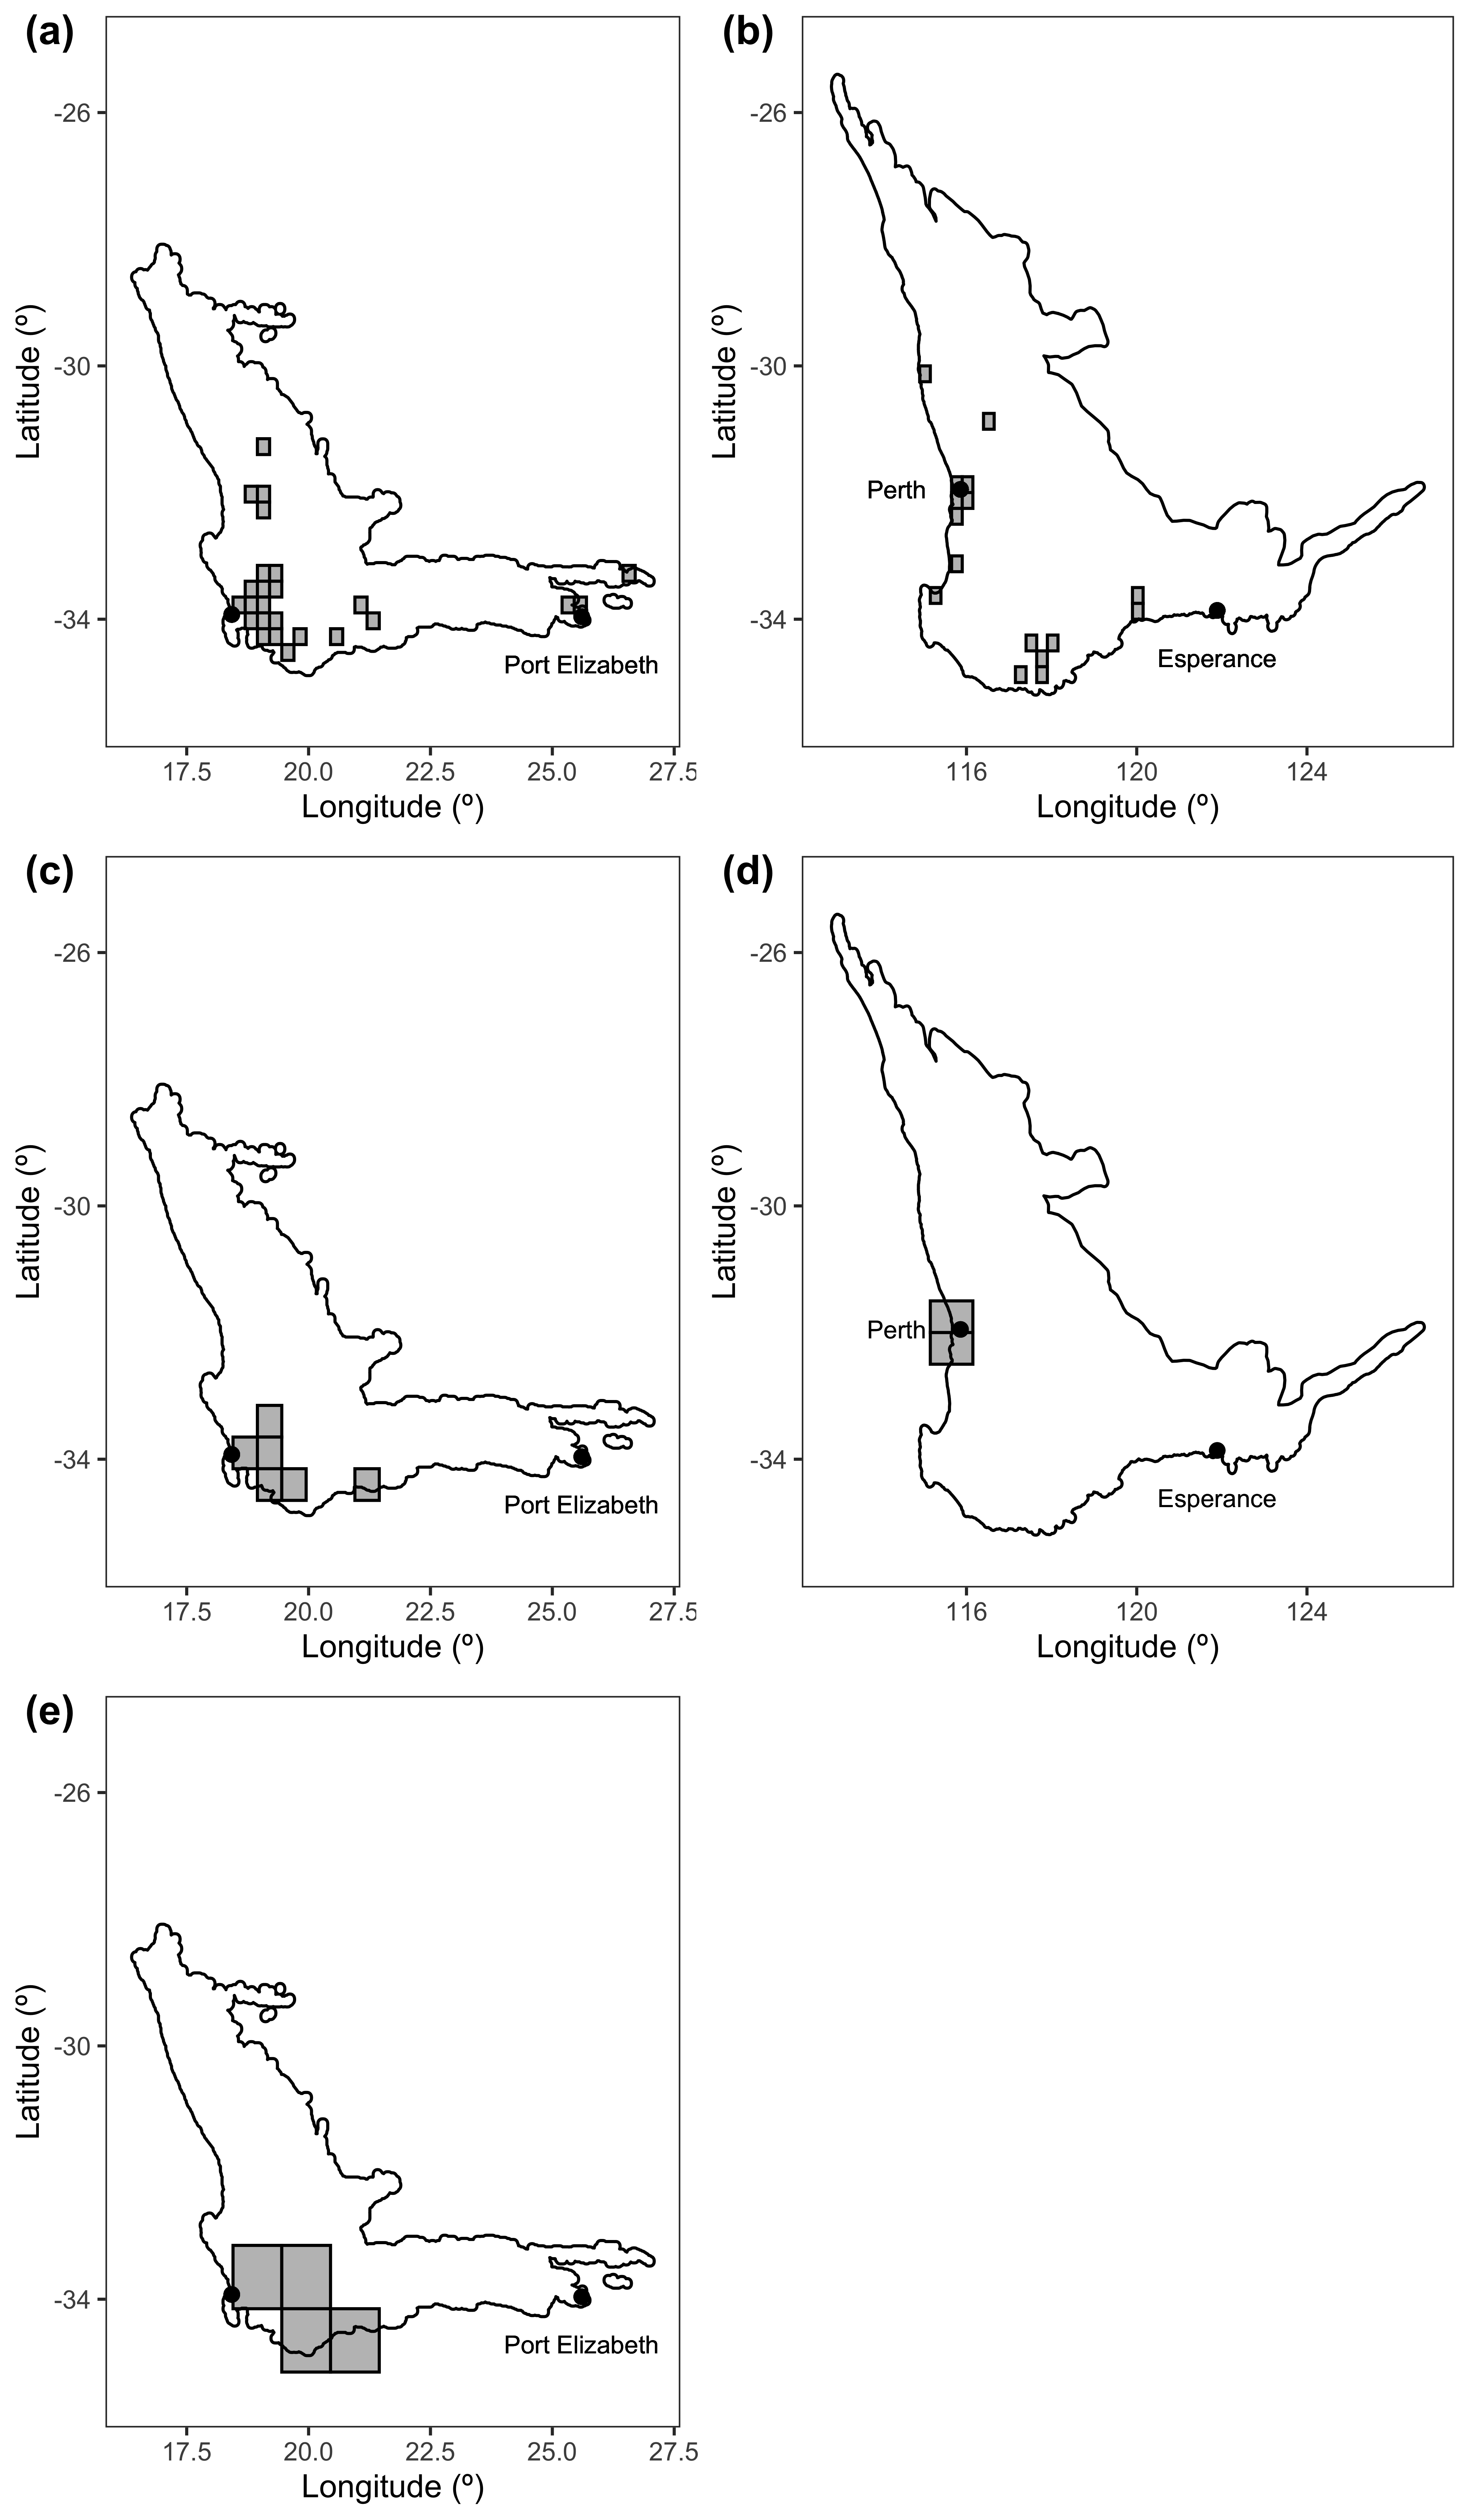 (a)
-26
-30
-34
Latitude (º)
Port Elizabeth
17.5 20.0 22.5 25.0 27.5
Longitude (º)
(b)
-26
-30
-34
Latitude (º)
Perth
Esperance
116 120 124
Longitude (º)
(c)
-26
-30
-34
Latitude (º)
Port Elizabeth
17.5 20.0 22.5 25.0 27.5
Longitude (º)
(d)
-26
-30
-34
Latitude (º)
Perth
Esperance
116 120 124
Longitude (º)
(e)
-26
-30
-34
Latitude (º)
Port Elizabeth
17.5 20.0 22.5 25.0 27.5
Longitude (º)